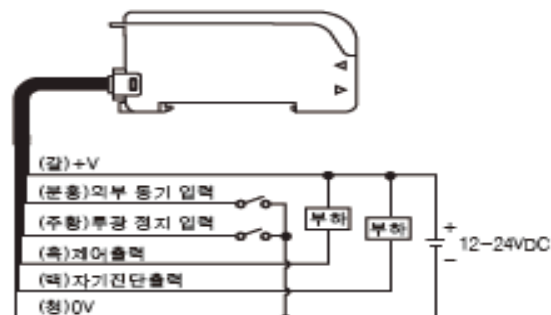 (갈)+V
(분홍)외부 동기 입력
(주황)투광 정지 입력
부하
부하
(흑)제어출력
+
12-24VDC
-
(백)자기진단출력
(청)0V